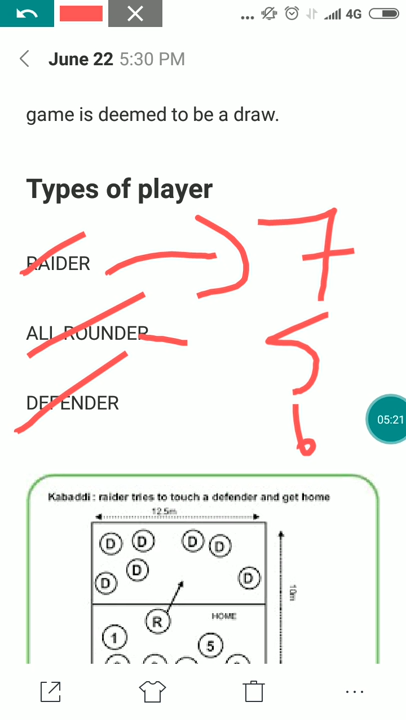 ... 4G
June 22 5:30 PM
game is deemed to be a draw.
Types of player
RAIDER 7
ALL ROUNDER 5
DEFENDER
6
05:21
Kabaddi : raider tries to touch a defender and get home
12.5m
D D D D
D D D
10m
R HOME
1 5
...